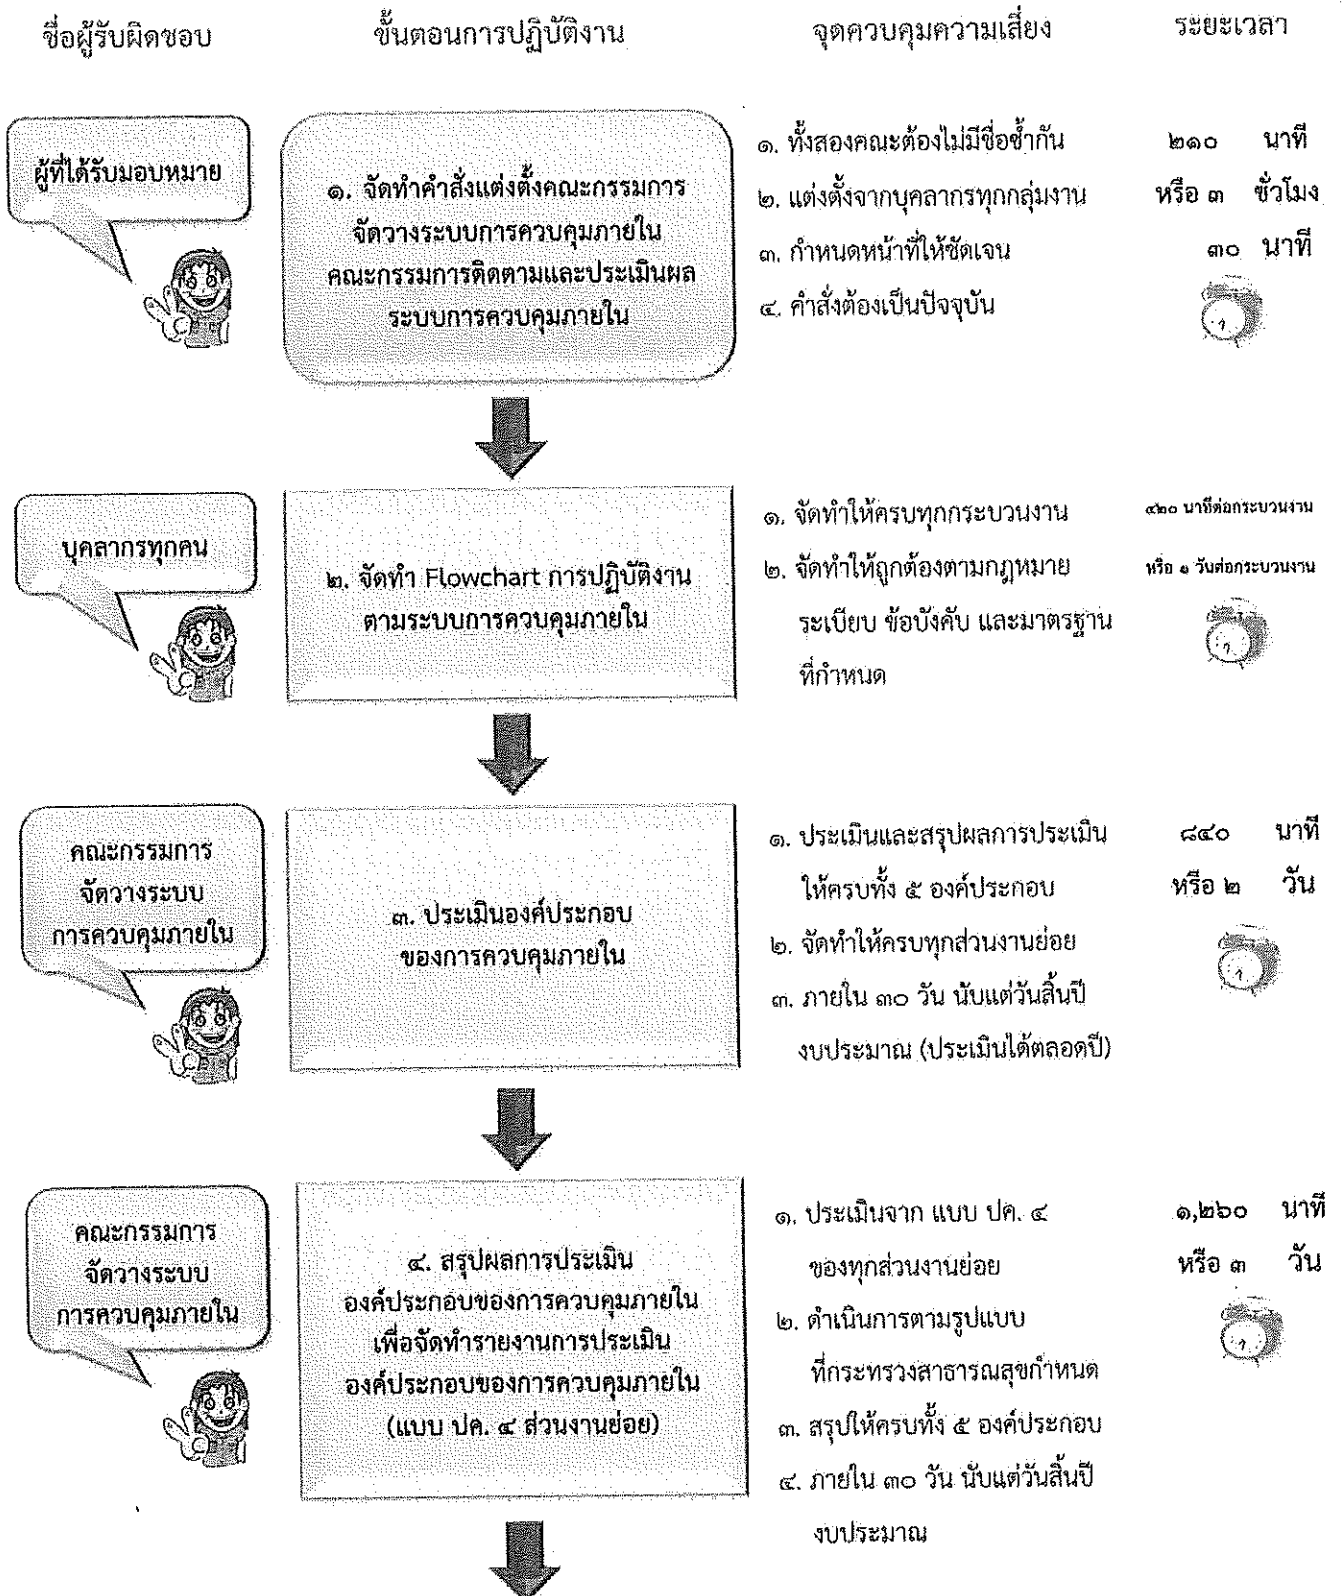 ชื่อผู้รับผิดชอบ ขั้นตอนการปฏิบัติงาน จุดควบคุมความเสี่ยง ระยะเวลา
ผู้ที่ได้รับมอบหมาย
๑. จัดทำคำสั่งแต่งตั้งคณะกรรมการ
จัดวางระบบการควบคุมภายใน
คณะกรรมการติดตามและประเมินผล
ระบบการควบคุมภายใน
๑. ทั้งสองคณะต้องไม่มีชื่อซ้ำกัน
๒. แต่งตั้งจากบุคลากรทุกกลุ่มงาน
๓. กำหนดหน้าที่ให้ชัดเจน
๔. คำสั่งต้องเป็นปัจจุบัน
๒๑๐ นาที
หรือ ๓ ชั่วโมง
๓๐ นาที
บุคลากรทุกคน
๒. จัดทำ Flowchart การปฏิบัติงาน
ตามระบบการควบคุมภายใน
๑. จัดทำให้ครบทุกกระบวนงาน
๒. จัดทำให้ถูกต้องตามกฎหมาย
ระเบียบ ข้อบังคับ และมาตรฐาน
ที่กำหนด
๔๒๐ นาทีต่อกระบวนงาน
หรือ ๑ วันต่อกระบวนงาน
คณะกรรมการ
จัดวางระบบ
การควบคุมภายใน
๓. ประเมินองค์ประกอบ
ของการควบคุมภายใน
๑. ประเมินและสรุปผลการประเมิน
ให้ครบทั้ง ๕ องค์ประกอบ
๒. จัดทำให้ครบทุกส่วนงานย่อย
๓. ภายใน ๓๐ วัน นับแต่วันสิ้นปี
งบประมาณ (ประเมินได้ตลอดปี)
๘๔๐ นาที
หรือ ๒ วัน
คณะกรรมการ
จัดวางระบบ
การควบคุมภายใน
๔. สรุปผลการประเมิน
องค์ประกอบของการควบคุมภายใน
เพื่อจัดทำรายงานการประเมิน
องค์ประกอบของการควบคุมภายใน
(แบบ ปค. ๔ ส่วนงานย่อย)
๑. ประเมินจาก แบบ ปค. ๔
ของทุกส่วนงานย่อย
๒. ดำเนินการตามรูปแบบ
ที่กระทรวงสาธารณสุขกำหนด
๓. สรุปให้ครบทั้ง ๕ องค์ประกอบ
๔. ภายใน ๓๐ วัน นับแต่วันสิ้นปี
งบประมาณ
๑,๒๖๐ นาที
หรือ ๓ วัน